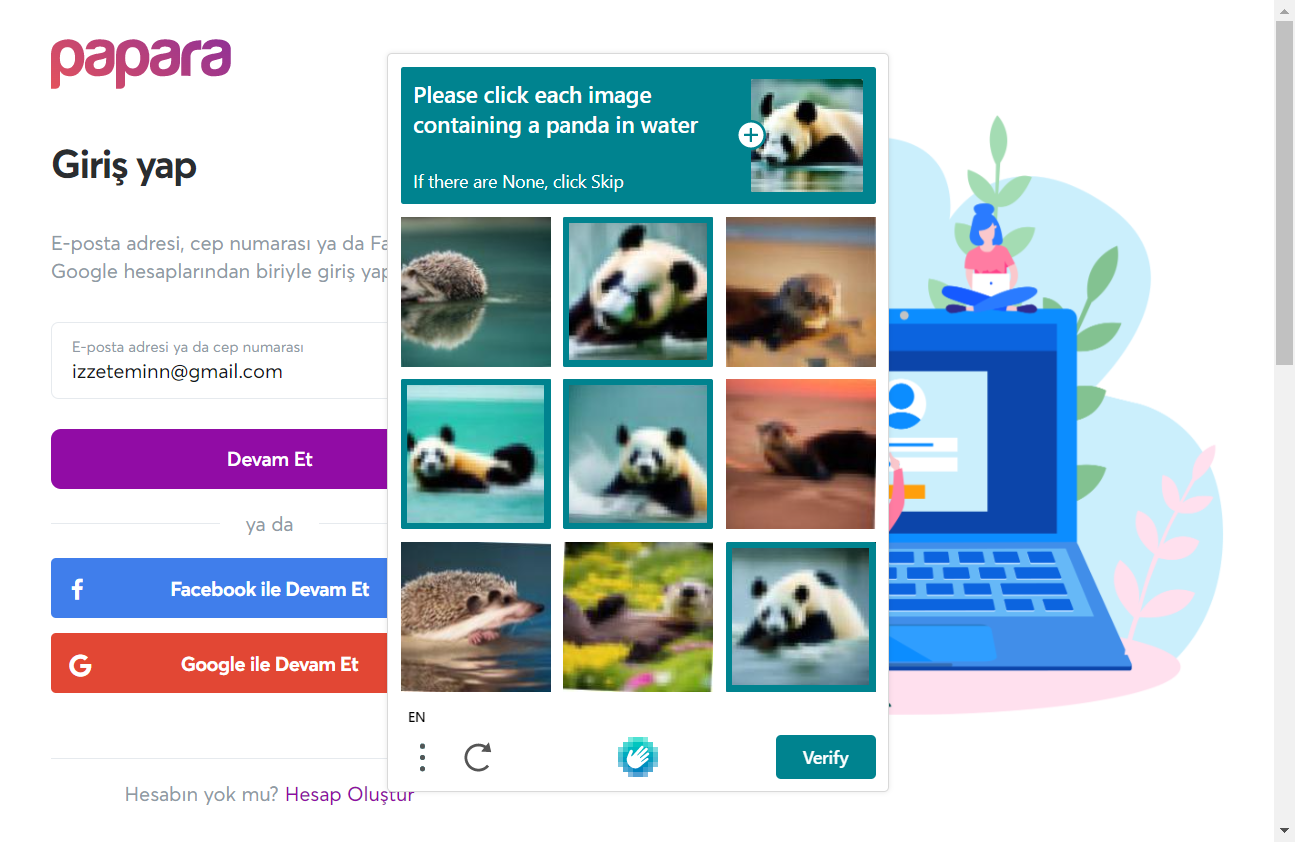 papara
Giriş yap
E-posta adresi, cep numarası ya da Fa
Google hesaplarından biriyle giriş yap
E-posta adresi ya da cep numarası
izzeteminn@gmail.com
Devam Et
ya da
Facebook ile Devam Et
Google ile Devam Et
Hesabın yok mu? Hesap Oluştur
Please click each image
containing a panda in water
If there are None, click Skip
EN
Verify